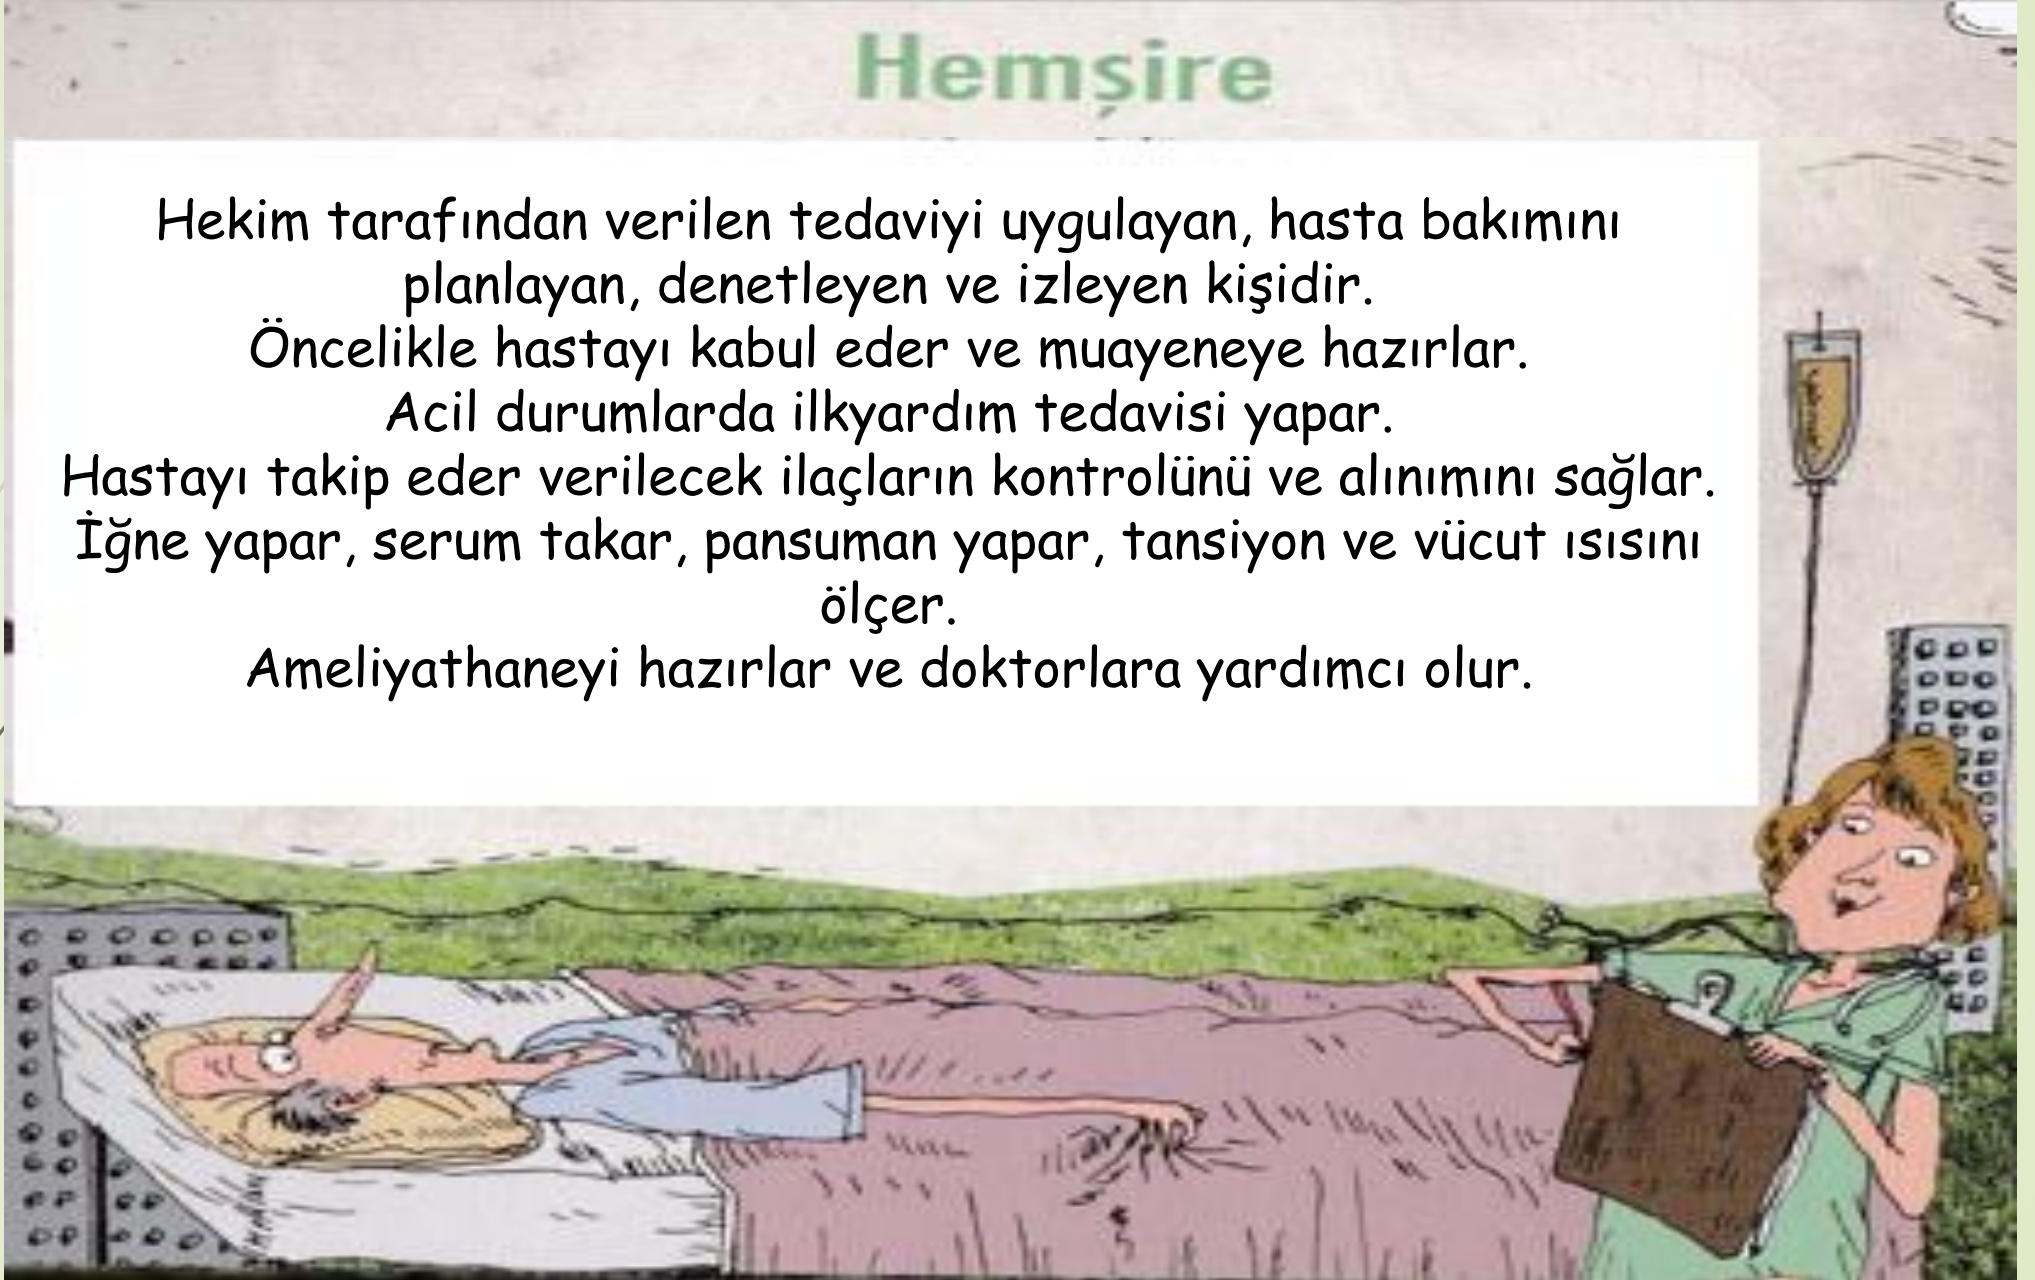 Hemşire
Hekim tarafından verilen tedaviyi uygulayan, hasta bakımını
planlayan, denetleyen ve izleyen kişidir.
Öncelikle hastayı kabul eder ve muayeneye hazırlar.
Acil durumlarda ilkyardım tedavisi yapar.
Hastayı takip eder verilecek ilaçların kontrolünü ve alınımını sağlar.
İğne yapar, serum takar, pansuman yapar, tansiyon ve vücut ısısını
ölçer.
Ameliyathaneyi hazırlar ve doktorlara yardımcı olur.